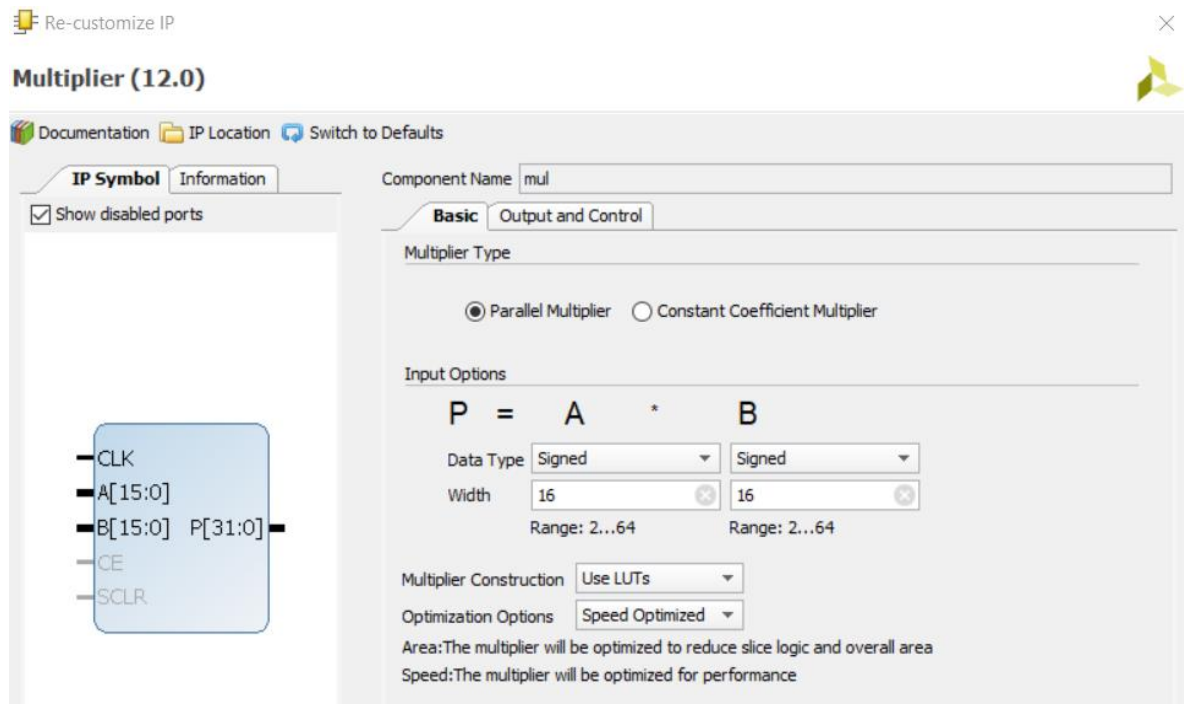 Re-customize IP
Multiplier (12.0)
Documentation IP Location Switch to Defaults
IP Symbol Information
Show disabled ports
CLK
A[15:0]
B[15:0] P[31:0]
CE
SCLR
Component Name mul
Basic Output and Control
Multiplier Type
Parallel Multiplier Constant Coefficient Multiplier
Input Options
P = A * B
Data Type Signed Signed
Width 16 16
Range: 2...64 Range: 2...64
Multiplier Construction Use LUTs
Optimization Options Speed Optimized
Area:The multiplier will be optimized to reduce slice logic and overall area
Speed:The multiplier will be optimized for performance